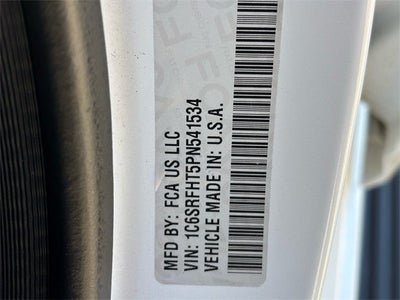 MFD BY: FCA US LLC
VIN: 1C6SRFHT5PN541534
VEHICLE MADE IN: U.S.A.